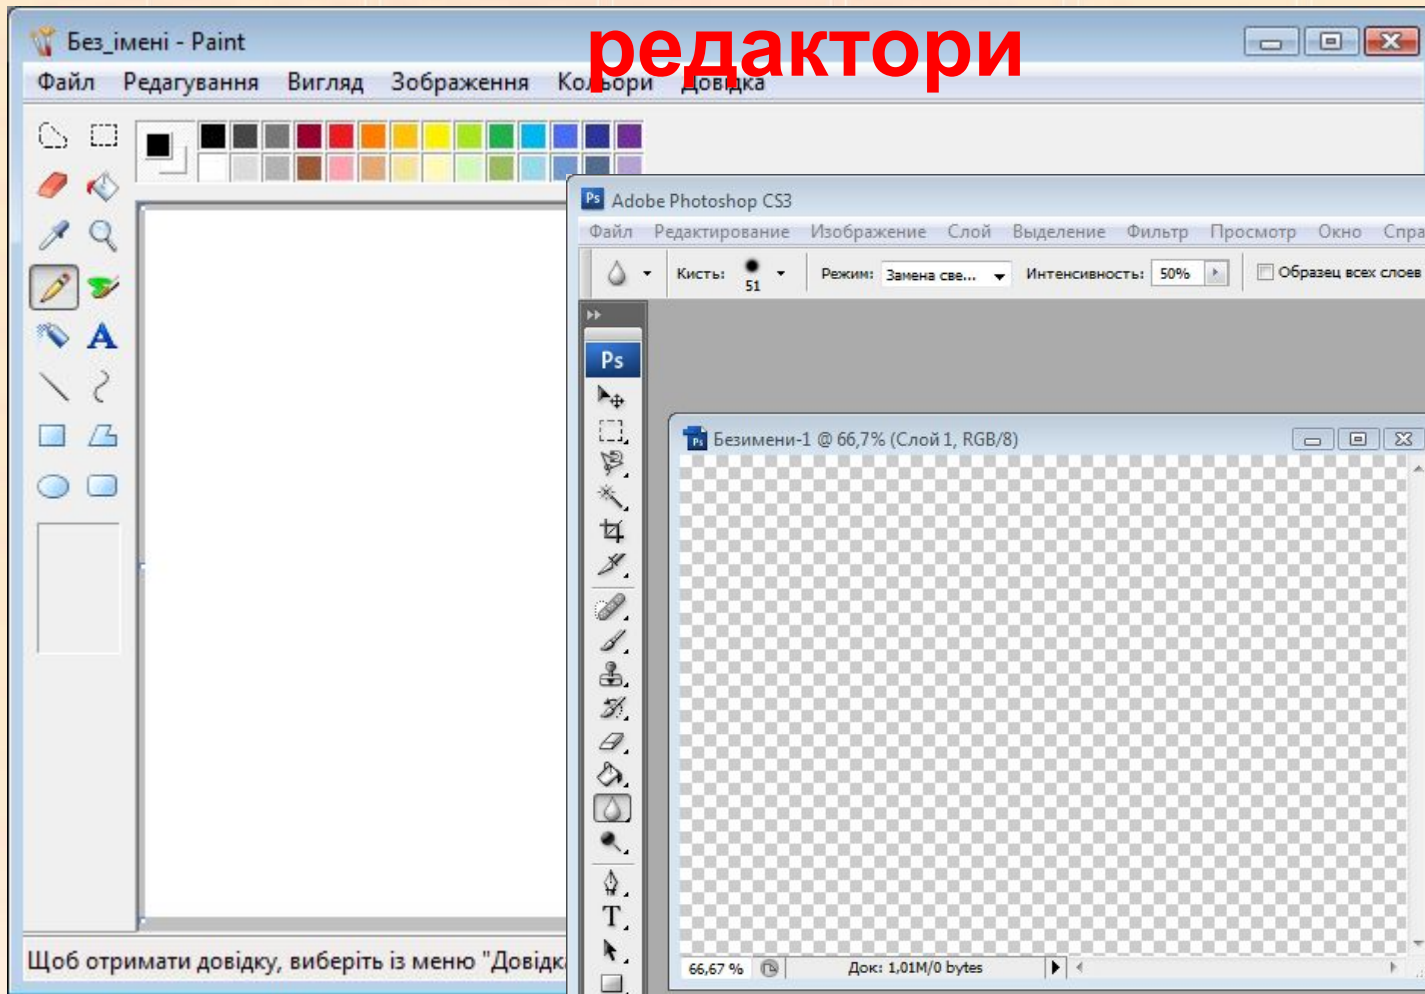 редактори
Без_імені - Paint
Файл Редагування Вигляд Зображення Кольори Довідка
Adobe Photoshop CS3
Файл Редактирование Изображение Слой Выделение Фильтр Просмотр Окно Спра
Кисть: 51 Режим: Замена све... Интенсивность: 50% Образец всех слоев
Ps
Безимени-1 @ 66,7% (Слой 1, RGB/8)
66,67 % Док: 1,01M/0 bytes
Щоб отримати довідку, виберіть із меню "Довідк